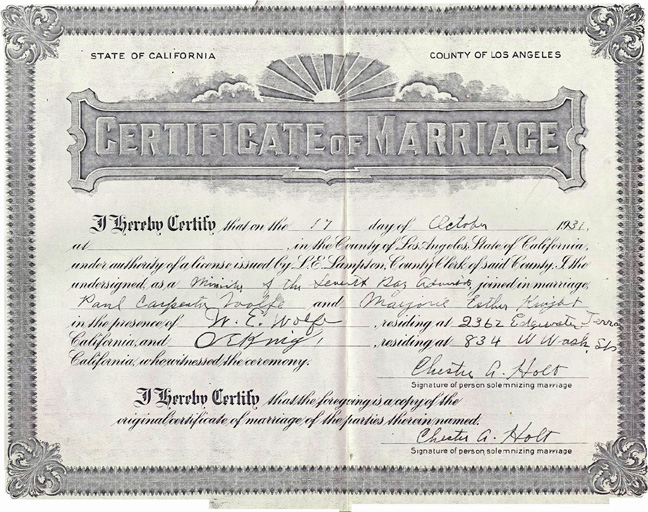 STATE OF CALIFORNIA COUNTY OF LOS ANGELES
CERTIFICATE OF MARRIAGE
I Hereby Certify that on the 17 day of October 1931,
at , in the County of Los Angeles, State of California,
under authority of a license issued by L.E. Lampton, County Clerk of said County, I, the
undersigned, as a Minister of the Seventh Day joined in marriage,
Paul Carpenter Wolfe and Marjorie Esther Knight
in the presence of W. E. Wolfe , residing at 2362 Edgewater Terrace
California, and , residing at 834 W Wash. St
California, who witnessed the ceremony.
Chester A. Holt
Signature of person solemnizing marriage
I Hereby Certify that the foregoing is a copy of the
original certificate of marriage of the parties therein named.
Chester A. Holt
Signature of person solemnizing marriage